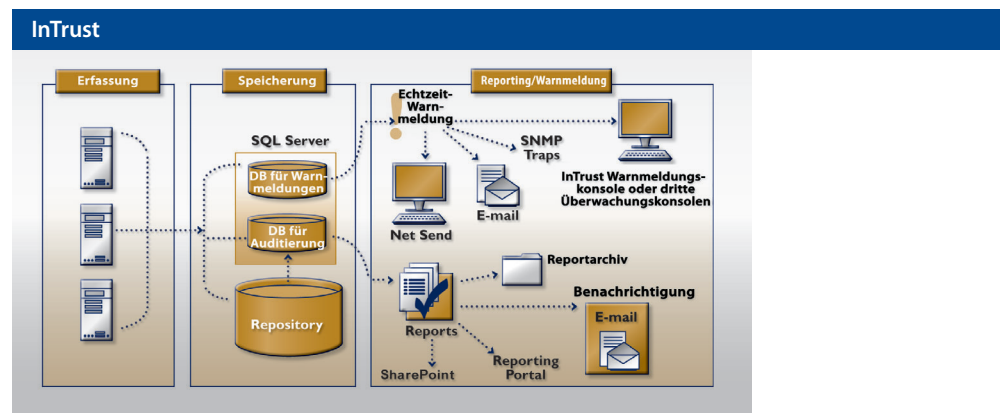 InTrust
Erfassung
Speicherung
Reporting/Warnmeldung
SQL Server
DB für Warn-
meldungen
DB für
Auditierung
Repository
!
Echtzeit-
Warn-
meldung
SNMP
Traps
InTrust Warnmeldungs-
konsole oder dritte
Überwachungskonsolen
E-mail
Net Send
Reports
Reportarchiv
Benachrichtigung
E-mail
SharePoint
Reporting
Portal